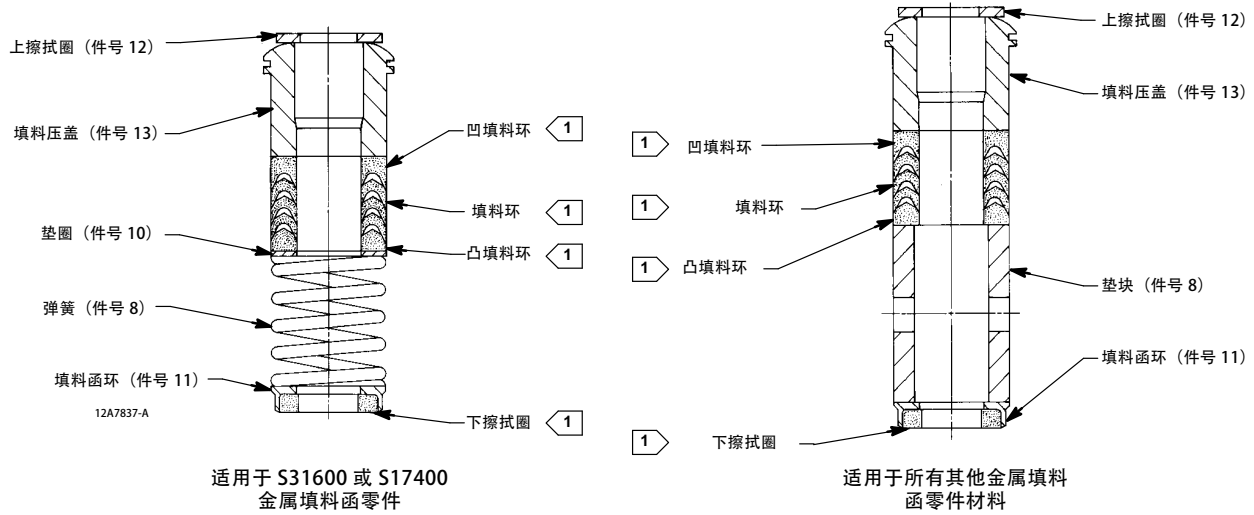 上擦拭圈（件号 12）
填料压盖（件号 13）
凹填料环 1
填料环 1
凸填料环 1
垫圈（件号 10）
弹簧（件号 8）
填料函环（件号 11）
12A7837-A
下擦拭圈 1
适用于 S31600 或 S17400
金属填料函零件
上擦拭圈（件号 12）
填料压盖（件号 13）
1 凹填料环
1 填料环
1 凸填料环
垫块（件号 8）
填料函环（件号 11）
1 下擦拭圈
适用于所有其他金属填料
函零件材料